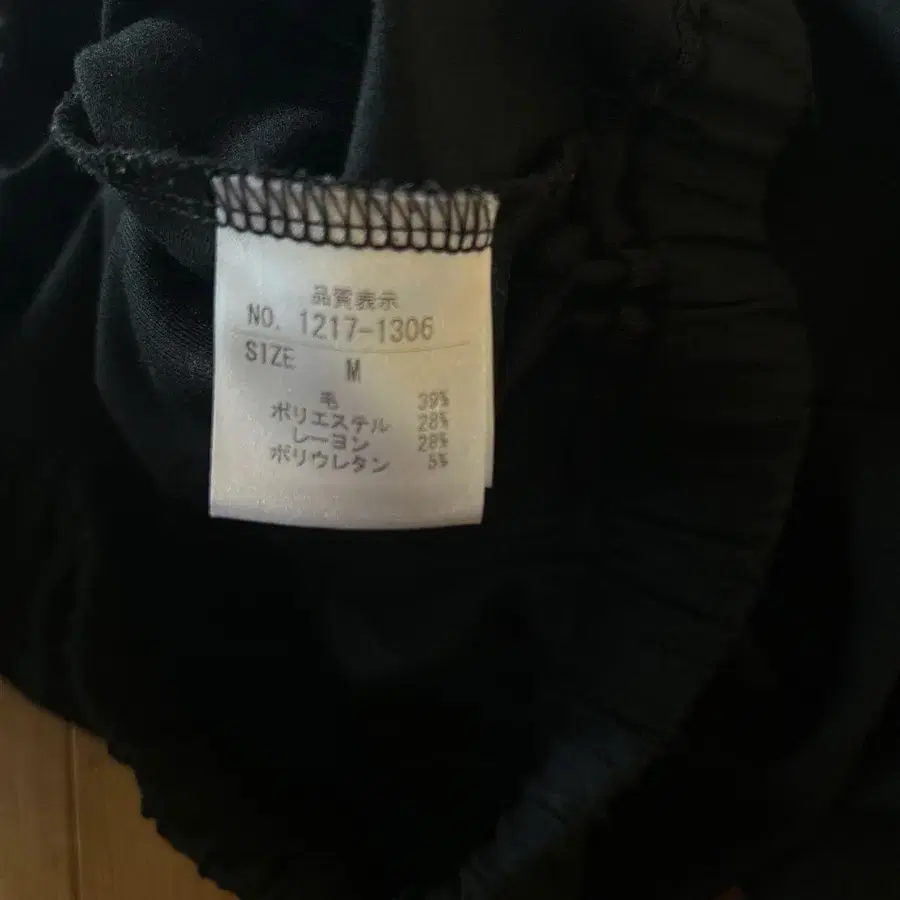 品質表示
NO. 1217-1306
SIZE M
毛 39%
ポリエステル 28%
レーヨン 28%
ポリウレタン 5%